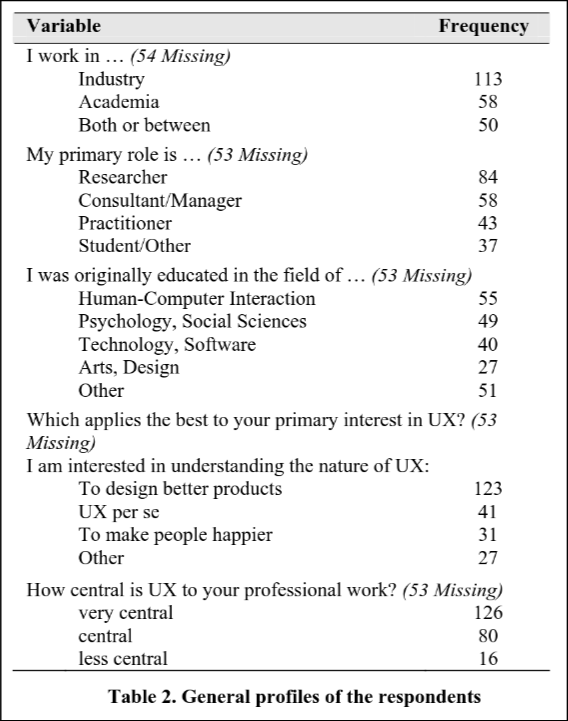 Variable Frequency
I work in … (54 Missing)
Industry 113
Academia 58
Both or between 50
My primary role is … (53 Missing)
Researcher 84
Consultant/Manager 58
Practitioner 43
Student/Other 37
I was originally educated in the field of … (53 Missing)
Human-Computer Interaction 55
Psychology, Social Sciences 49
Technology, Software 40
Arts, Design 27
Other 51
Which applies the best to your primary interest in UX? (53
Missing)
I am interested in understanding the nature of UX:
To design better products 123
UX per se 41
To make people happier 31
Other 27
How central is UX to your professional work? (53 Missing)
very central 126
central 80
less central 16
Table 2. General profiles of the respondents